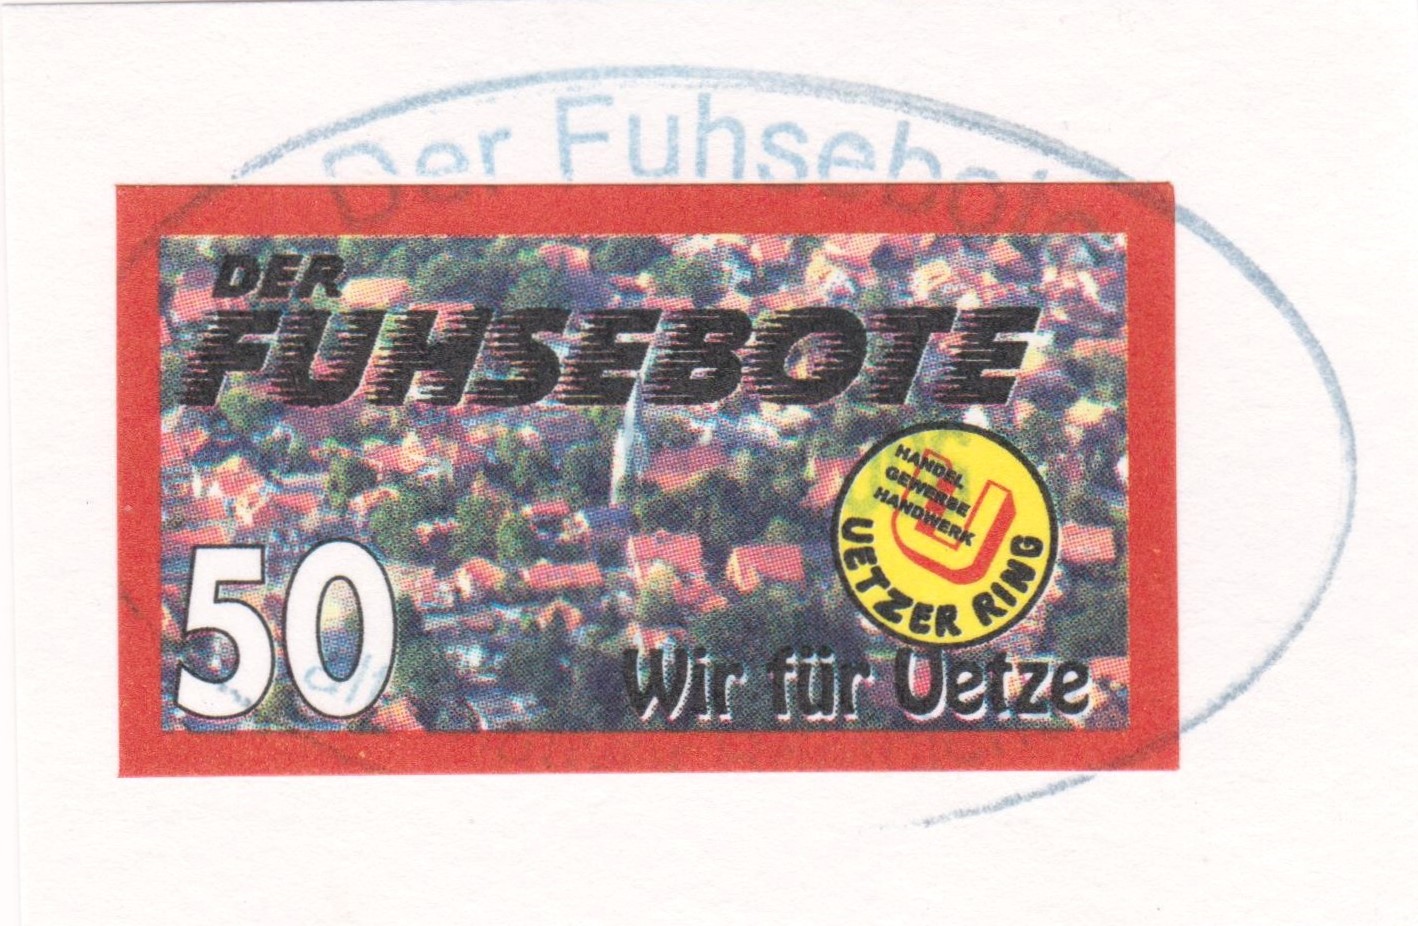 Der Fuhsebote
DER
FUHSEBOTE
HANDEL
GEWERBE
HANDWERK
U
UETZER RING
50
Wir für Uetze